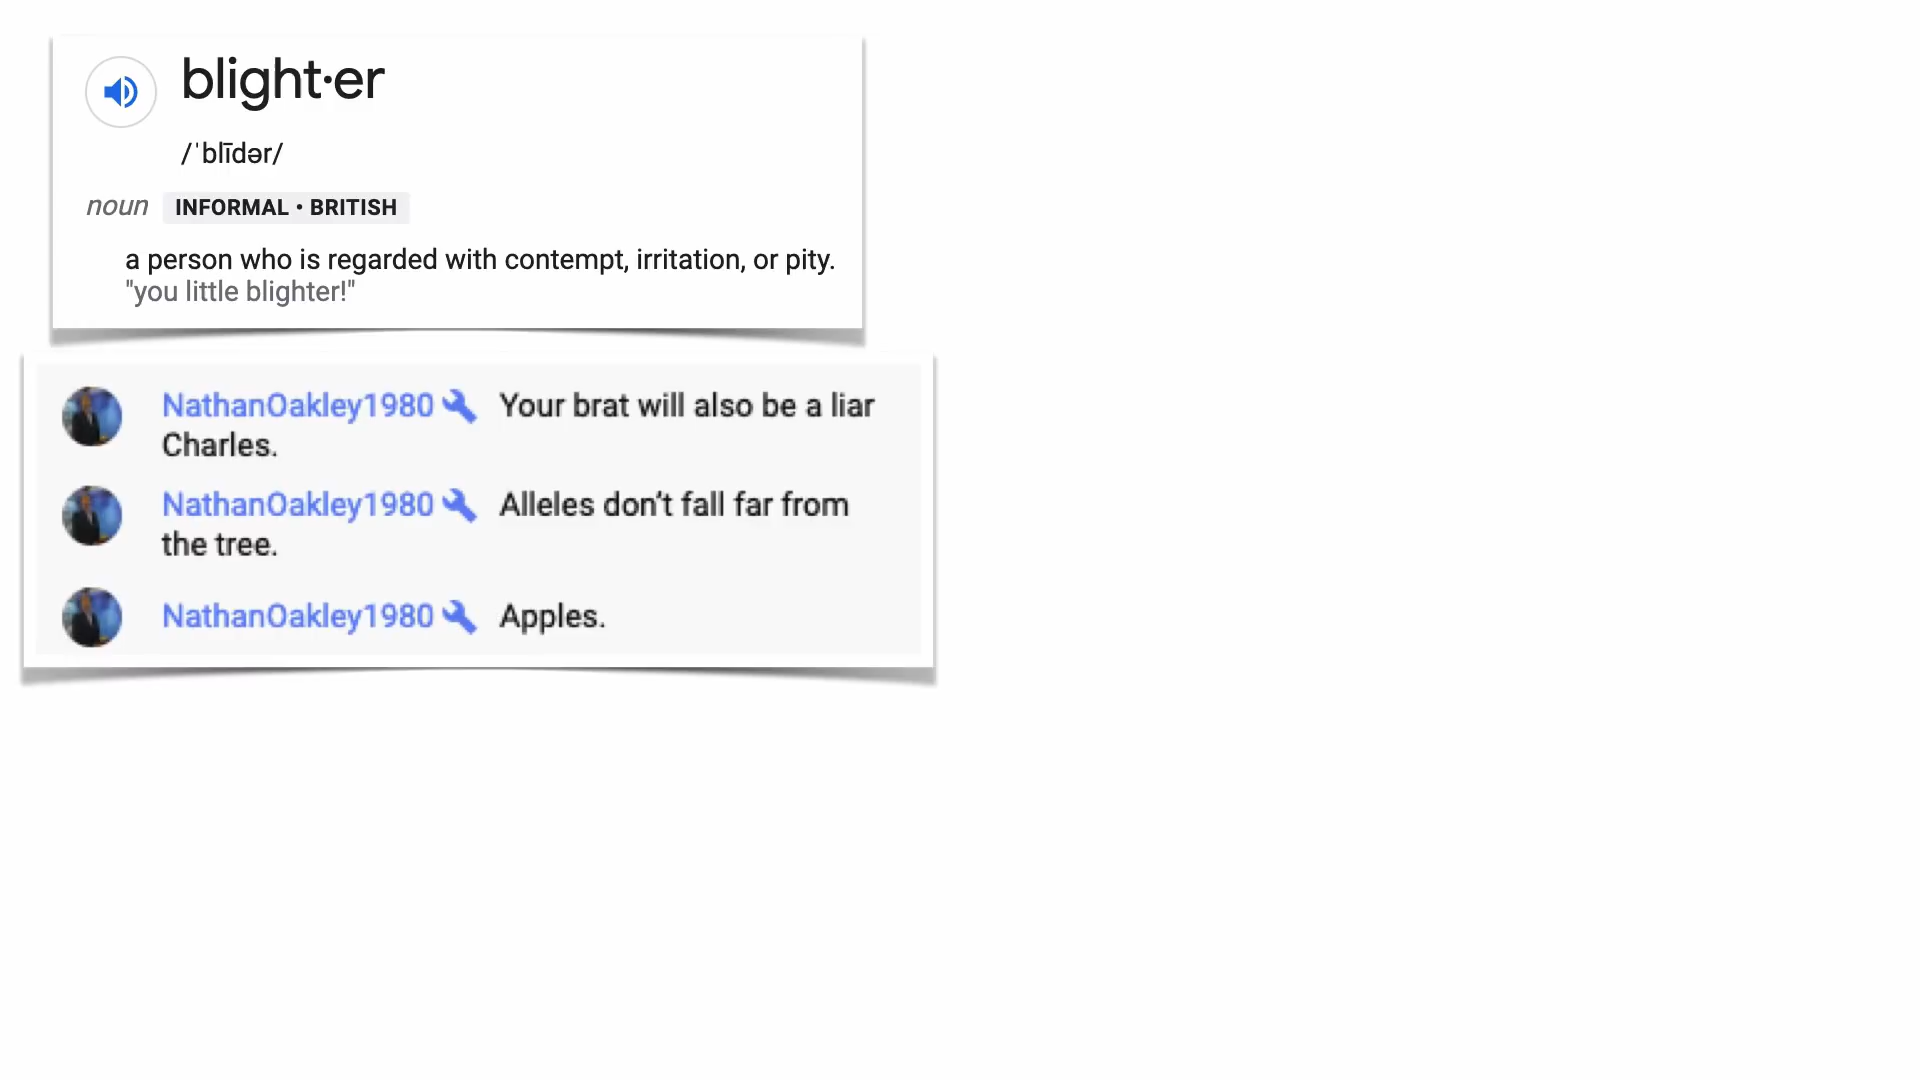 blight·er
/ˈblīdər/
noun INFORMAL • BRITISH
a person who is regarded with contempt, irritation, or pity.
"you little blighter!"
NathanOakley1980 Your brat will also be a liar
Charles.
NathanOakley1980 Alleles don't fall far from
the tree.
NathanOakley1980 Apples.